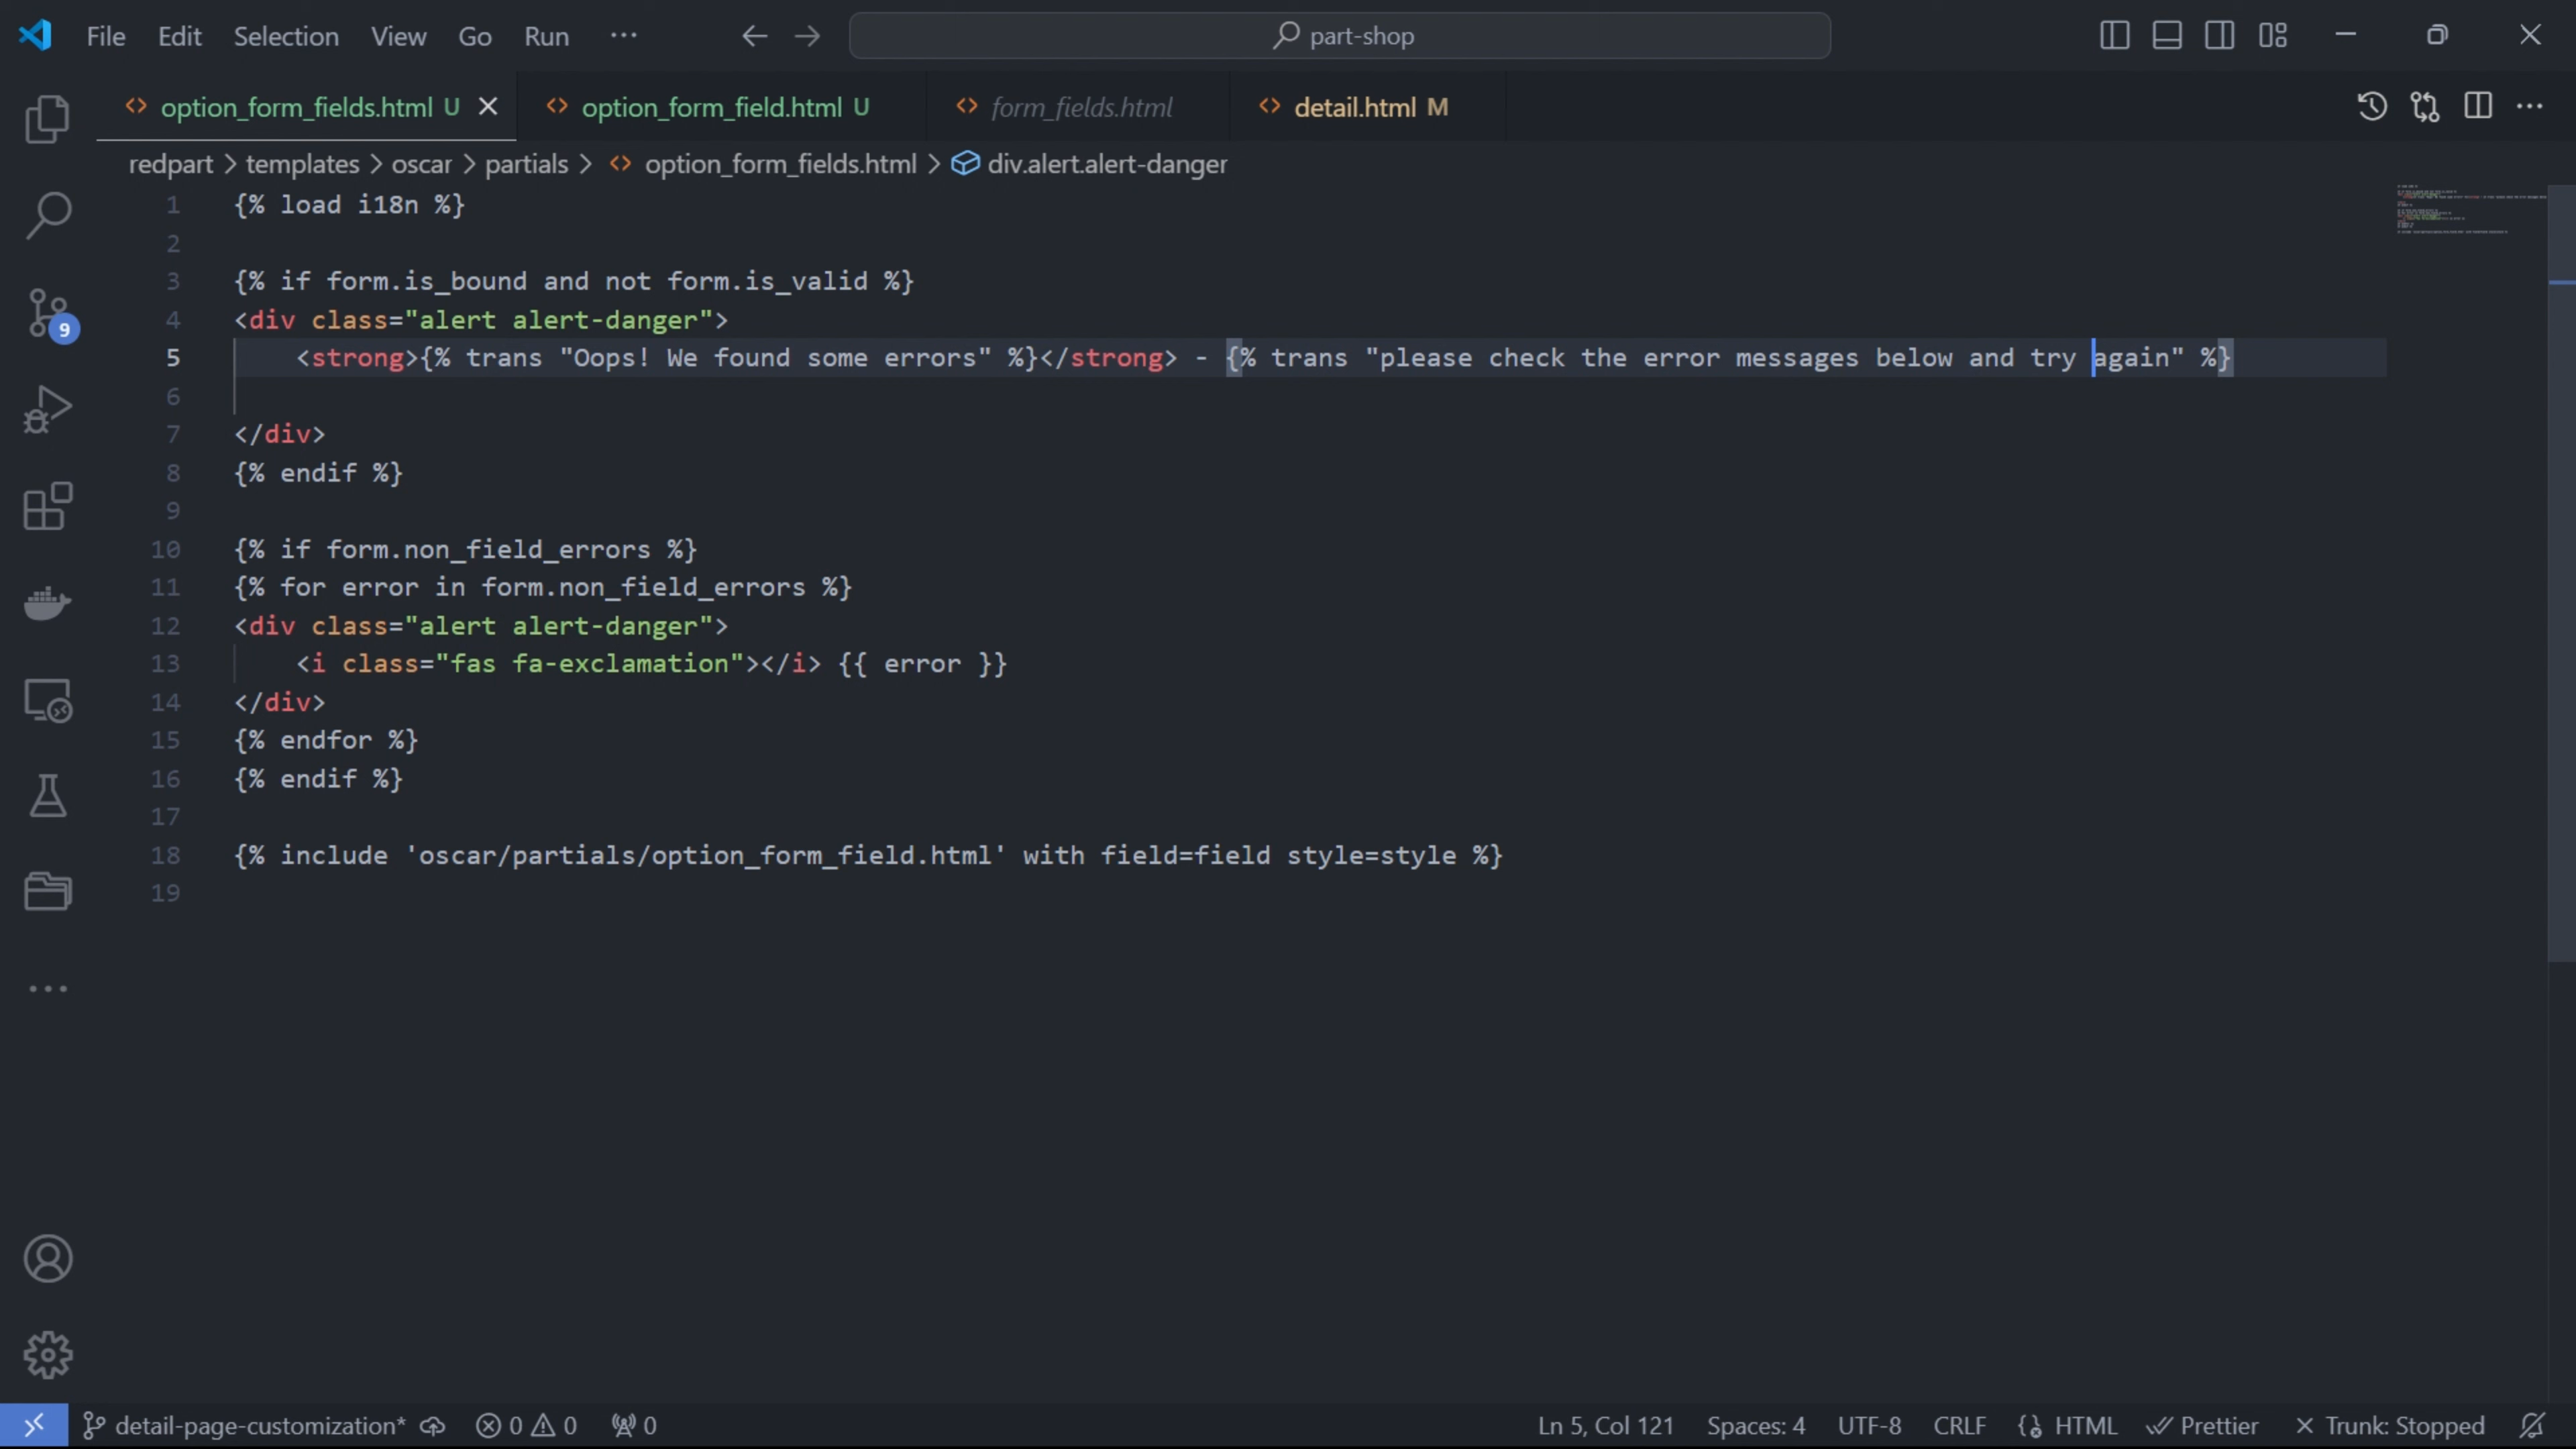 File Edit Selection View Go Run ··· part-shop
option_form_fields.html U option_form_field.html U form_fields.html detail.html M
redpart > templates > oscar > partials > option_form_fields.html > div.alert.alert-danger
1 {% load i18n %}
2
3 {% if form.is_bound and not form.is_valid %}
4 <div class="alert alert-danger">
5 <strong>{% trans "Oops! We found some errors" %}</strong> - {% trans "please check the error messages below and try again" %}
6
7 </div>
8 {% endif %}
9
10 {% if form.non_field_errors %}
11 {% for error in form.non_field_errors %}
12 <div class="alert alert-danger">
13 <i class="fas fa-exclamation"></i> {{ error }}
14 </div>
15 {% endfor %}
16 {% endif %}
17
18 {% include 'oscar/partials/option_form_field.html' with field=field style=style %}
19
9
detail-page-customization* 0 0 0 Ln 5, Col 121 Spaces: 4 UTF-8 CRLF HTML Prettier Trunk: Stopped